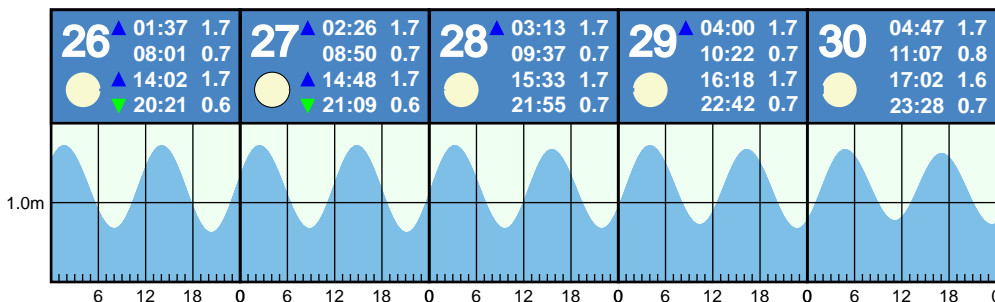 26 ▲ 01:37 1.7
08:01 0.7
▲ 14:02 1.7
▼ 20:21 0.6
27 ▲ 02:26 1.7
08:50 0.7
▲ 14:48 1.7
▼ 21:09 0.6
28 ▲ 03:13 1.7
09:37 0.7
15:33 1.7
21:55 0.7
29 ▲ 04:00 1.7
10:22 0.7
16:18 1.7
22:42 0.7
30 04:47 1.7
11:07 0.8
17:02 1.6
23:28 0.7
1.0m
6 12 18 0 6 12 18 0 6 12 18 0 6 12 18 0 6 12 18 0